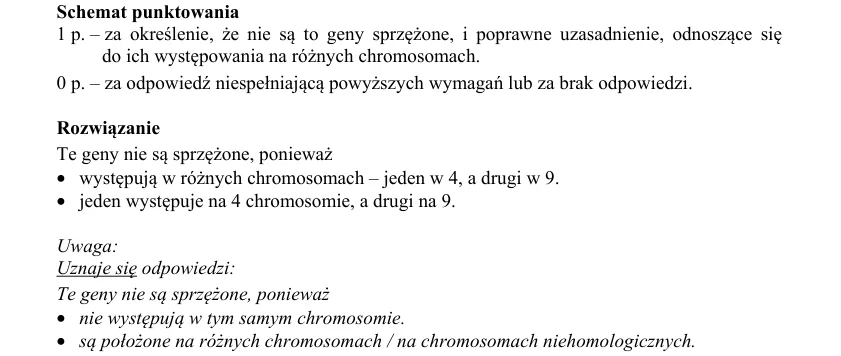 Schemat punktowania
1 p. – za określenie, że nie są to geny sprzężone, i poprawne uzasadnienie, odnoszące się
do ich występowania na różnych chromosomach.
0 p. – za odpowiedź niespełniającą powyższych wymagań lub za brak odpowiedzi.
Rozwiązanie
Te geny nie są sprzężone, ponieważ
• występują w różnych chromosomach – jeden w 4, a drugi w 9.
• jeden występuje na 4 chromosomie, a drugi na 9.
Uwaga:
Uznaje się odpowiedzi:
Te geny nie są sprzężone, ponieważ
• nie występują w tym samym chromosomie.
• są położone na różnych chromosomach / na chromosomach niehomologicznych.